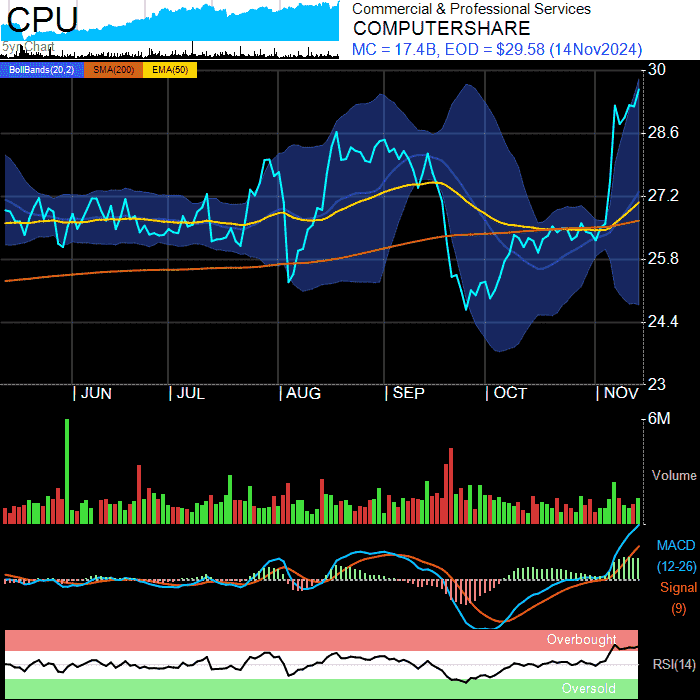 CPU
5yr Chart
Commercial & Professional Services
COMPUTERSHARE
MC = 17.4B, EOD = $29.58 (14Nov2024)
BollBands(20,2) SMA(200) EMA(50)
30
28.6
27.2
25.8
24.4
23
JUN JUL AUG SEP OCT NOV
6M
Volume
MACD
(12-26)
Signal
(9)
Overbought
RSI(14)
Oversold